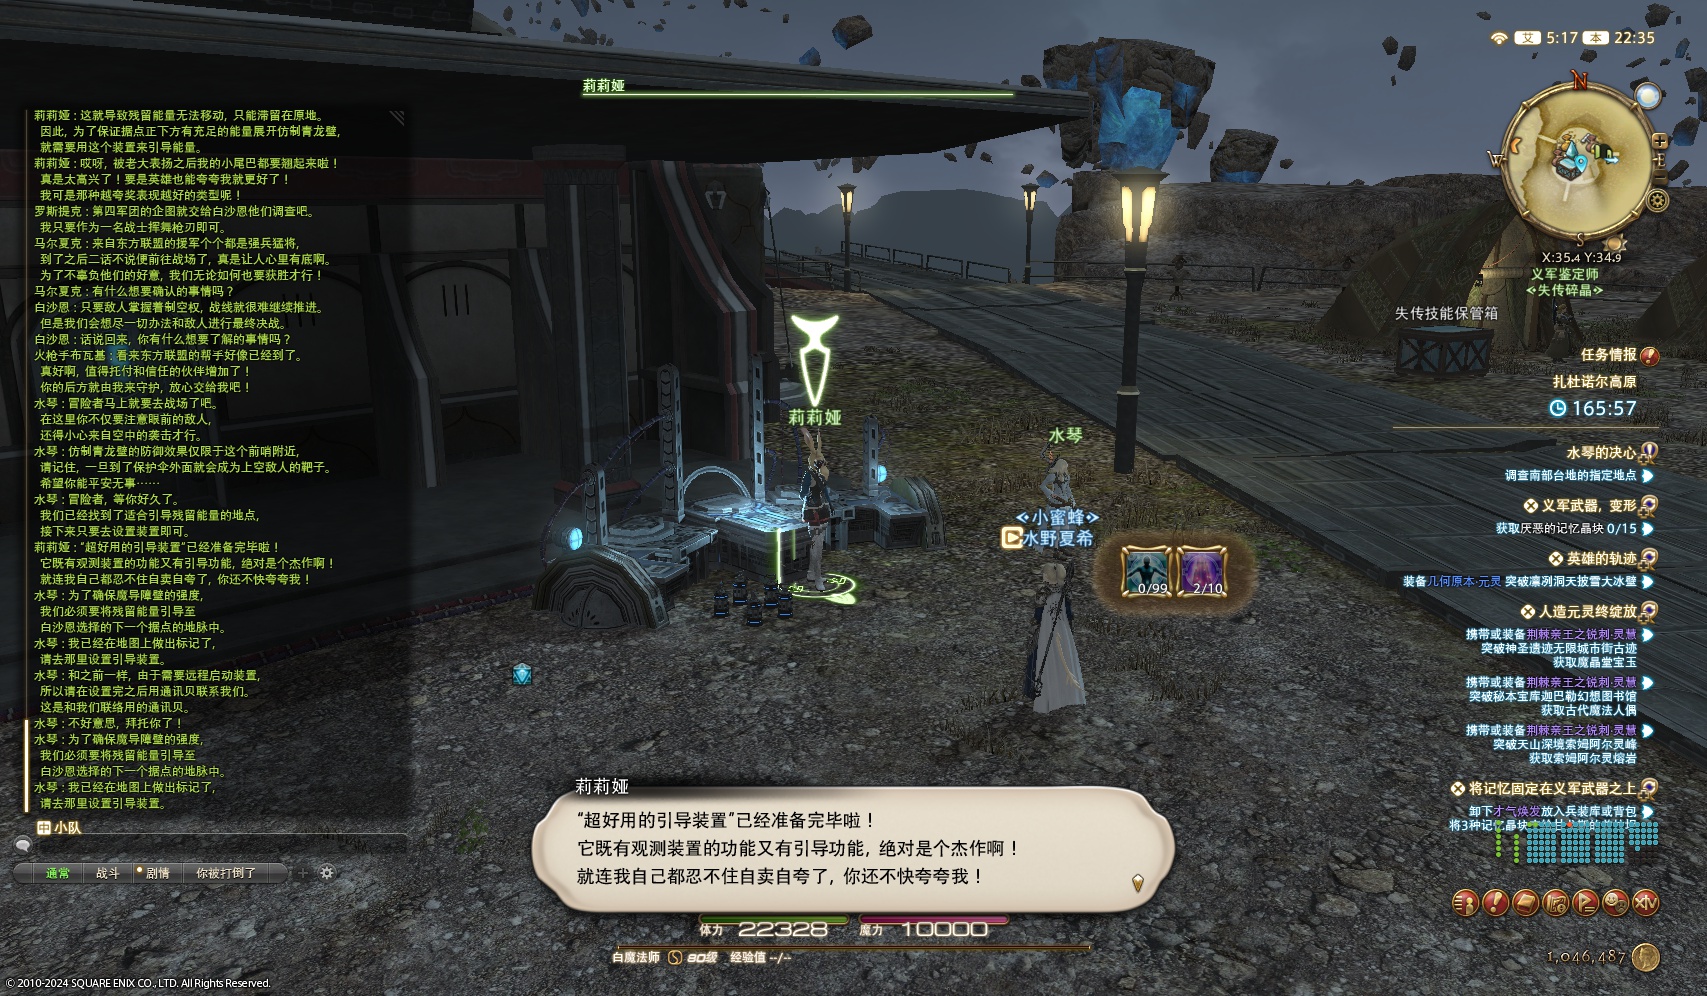 莉莉娅
莉莉娅：这就导致残留能量无法移动，只能滞留在原地。
因此，为了保证据点正下方有充足的能量展开仿制青龙壁，
就需要用这个装置来引导能量。
莉莉娅：哎呀，被老大表扬之后我的小尾巴都要翘起来啦！
真是太高兴了！要是英雄也能夸夸我就更好了！
我可是那种越夸奖表现越好的类型呢！
罗斯提克：第四军团的企图就交给白沙恩他们调查吧。
我只要作为一名战士挥舞枪刃即可。
马尔夏克：来自东方联盟的援军个个都是强兵猛将，
到了之后二话不说便前往战场了，真是让人心里有底啊。
为了不辜负他们的好意，我们无论如何也要获胜才行！
马尔夏克：有什么想要确认的事情吗？
白沙恩：只要敌人掌握着制空权，战线就很难继续推进。
但是我们会想尽一切办法和敌人进行最终决战。
白沙恩：话说回来，你有什么想要了解的事情吗？
火枪手布瓦基：看来东方联盟的帮手好像已经到了。
真好啊，值得托付和信任的伙伴增加了！
你的后方就由我来守护，放心交给我吧！
水琴：冒险者马上就要去战场了吧。
在这里你不仅要注意眼前的敌人，
还得小心来自空中的袭击才行。
水琴：仿制青龙壁的防御效果仅限于这个前哨附近，
请记住，一旦到了保护伞外面就会成为上空敌人的靶子。
希望你能平安无事……
水琴：冒险者，等你好久了。
我们已经找到了适合引导残留能量的地点，
接下来只要去设置装置即可。
莉莉娅：“超好用的引导装置”已经准备完毕啦！
它既有观测装置的功能又有引导功能，绝对是个杰作啊！
就连我自己都忍不住自卖自夸了，你还不快夸夸我！
水琴：为了确保魔导障壁的强度，
我们必须要将残留能量引导至
白沙恩选择的下一个据点的地脉中。
水琴：我已经在地图上做出标记了，
请去那里设置引导装置。
水琴：和之前一样，由于需要远程启动装置，
所以请在设置完之后用通讯贝联系我们。
这是和我们联络用的通讯贝。
水琴：不好意思，拜托你了！
水琴：为了确保魔导障壁的强度，
我们必须要将残留能量引导至
白沙恩选择的下一个据点的地脉中。
水琴：我已经在地图上做出标记了，
请去那里设置引导装置。
小队
通常 战斗 剧情 你被打倒了
© 2010-2024 SQUARE ENIX CO., LTD. All Rights Reserved.
莉莉娅
水琴
«小蜜蜂»
水野夏希
0/99 2/10
莉莉娅
“超好用的引导装置”已经准备完毕啦！
它既有观测装置的功能又有引导功能，绝对是个杰作啊！
就连我自己都忍不住自卖自夸了，你还不快夸夸我！
体力 22328 魔力 10000
白魔法师 80级 经验值 --/--
艾 5:17 本 22:35
N
W
E
S
X:35.4 Y:34.9
义军鉴定师
<失传碎晶>
失传技能保管箱
任务情报
扎杜诺尔高原
165:57
水琴的决心
调查南部台地的指定地点
义军武器，变形
获取厌恶的记忆晶块 0/15
英雄的轨迹
装备几何原本·元灵 突破凛冽洞天披雪大冰壁
人造元灵终绽放
携带或装备荆棘亲王之锐刺·灵慧
突破神圣遗迹无限城市街古迹
获取魔晶堂宝玉
携带或装备荆棘亲王之锐刺·灵慧
突破秘本宝库迦巴勒幻想图书馆
获取古代魔法人偶
携带或装备荆棘亲王之锐刺·灵慧
突破天山深境索姆阿尔灵峰
获取索姆阿尔灵熔岩
将记忆固定在义军武器之上
卸下才气焕发放入兵装库或背包
将3种记忆晶块
XIV
1,046,487